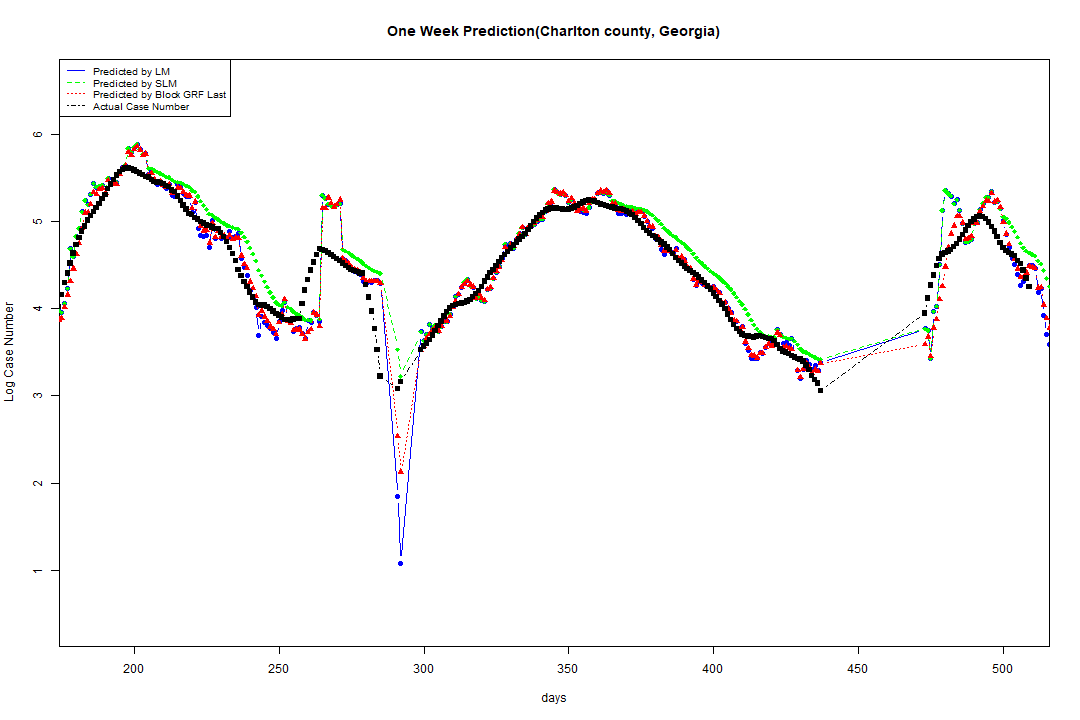 One Week Prediction(Charlton county, Georgia)
Predicted by LM
Predicted by SLM
Predicted by Block GRF Last
Actual Case Number
Log Case Number
6
5
4
3
2
1
200 250 300 350 400 450 500
days